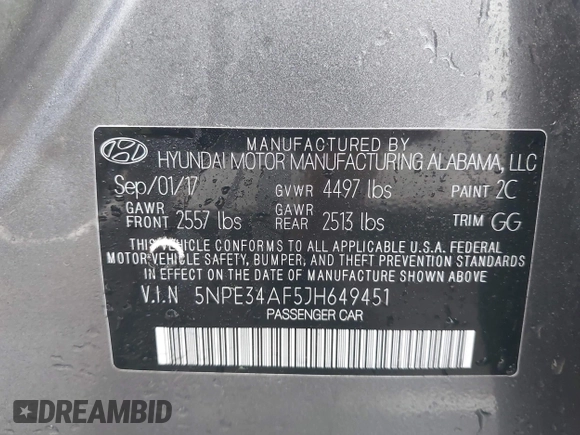 MANUFACTURED BY
HYUNDAI MOTOR MANUFACTURING ALABAMA, LLC
Sep/01/17 GVWR 4497 lbs PAINT 2C
GAWR FRONT 2557 lbs GAWR REAR 2513 lbs TRIM GG
THIS VEHICLE CONFORMS TO ALL APPLICABLE U.S.A. FEDERAL
MOTOR VEHICLE SAFETY, BUMPER, AND THEFT PREVENTION STANDARDS
IN EFFECT ON THE DATE OF MANUFACTURE SHOWN ABOVE.
V.I.N 5NPE34AF5JH649451
PASSENGER CAR
DREAMBID